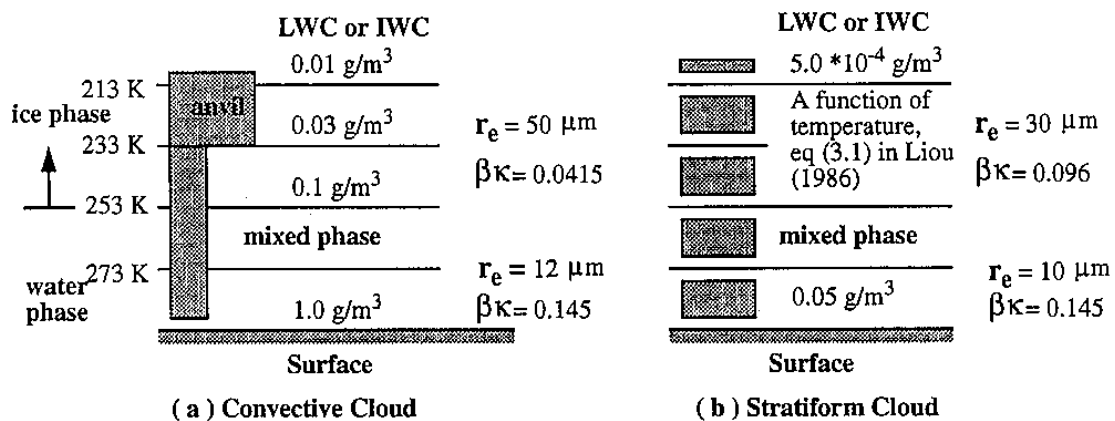 LWC or IWC
0.01 g/m³
213 K
ice phase
anvil
0.03 g/m³
233 K
rₑ = 50 μm
0.1 g/m³
βκ= 0.0415
253 K
mixed phase
273 K
water
phase
rₑ = 12 μm
1.0 g/m³
βκ= 0.145
Surface
( a ) Convective Cloud
LWC or IWC
5.0 *10⁻⁴ g/m³
A function of
temperature,
eq (3.1) in Liou
(1986)
rₑ = 30 μm
βκ= 0.096
mixed phase
rₑ = 10 μm
0.05 g/m³
βκ= 0.145
Surface
( b ) Stratiform Cloud